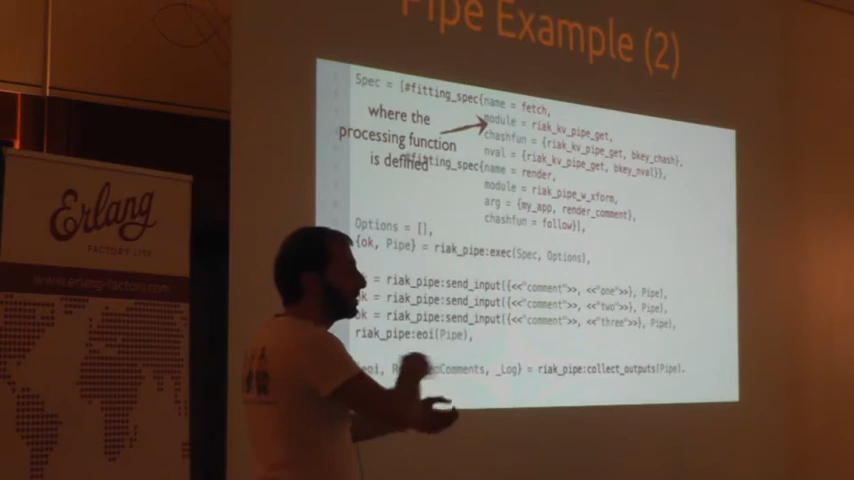 Pipe Example (2)
Spec = [#fitting_spec{name = fetch,
module = riak_kv_pipe_get,
chashfun = {riak_kv_pipe_get, bkey_chash},
nval = {riak_kv_pipe_get, bkey_nval}},
#fitting_spec{name = render,
module = riak_pipe_w_xform,
arg = {my_app, render_comment},
chashfun = follow}],
where the
processing function
is defined
Options = [],
{ok, Pipe} = riak_pipe:exec(Spec, Options),
= riak_pipe:send_input({<<"comment">>, <<"one">>}, Pipe),
= riak_pipe:send_input({<<"comment">>, <<"two">>}, Pipe),
ok = riak_pipe:send_input({<<"comment">>, <<"three">>}, Pipe),
riak_pipe:eoi(Pipe),
_Log} = riak_pipe:collect_outputs(Pipe).
Erlang
FACTORY LITE
www.erlang-factory.com